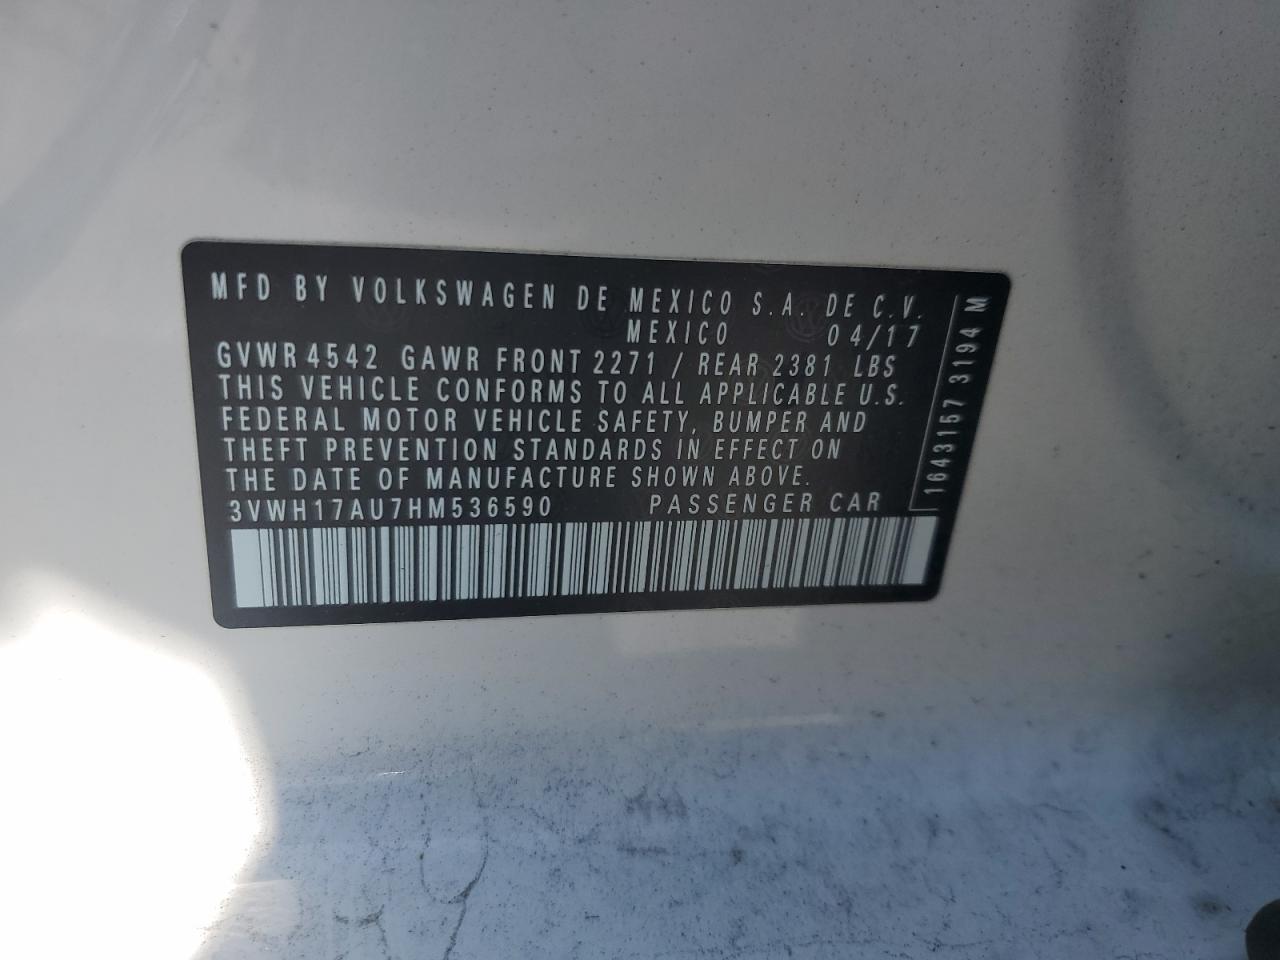 MFD BY VOLKSWAGEN DE MEXICO S.A. DE C.V.
MEXICO 04/17
GVWR 4542 GAWR FRONT 2271 / REAR 2381 LBS
THIS VEHICLE CONFORMS TO ALL APPLICABLE U.S.
FEDERAL MOTOR VEHICLE SAFETY, BUMPER AND
THEFT PREVENTION STANDARDS IN EFFECT ON
THE DATE OF MANUFACTURE SHOWN ABOVE.
3VWH17AU7HM536590 PASSENGER CAR
1643157 3194 M